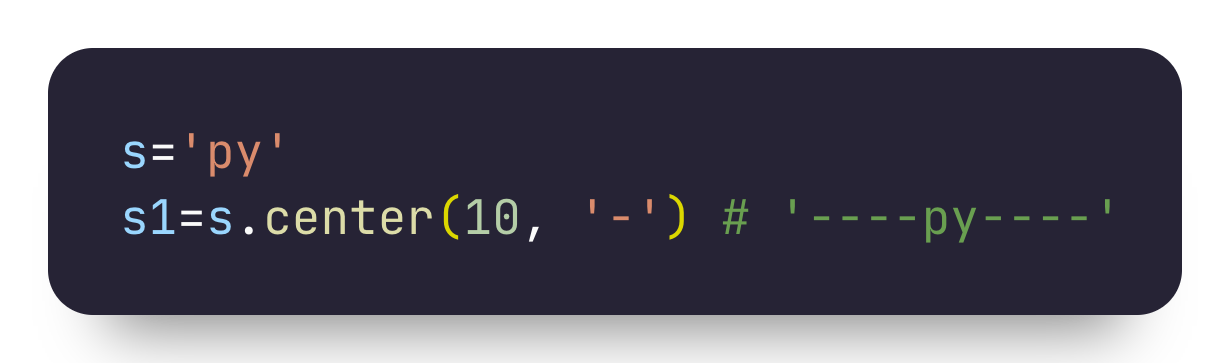 s='py'
s1=s.center(10, '-') # '----py----'